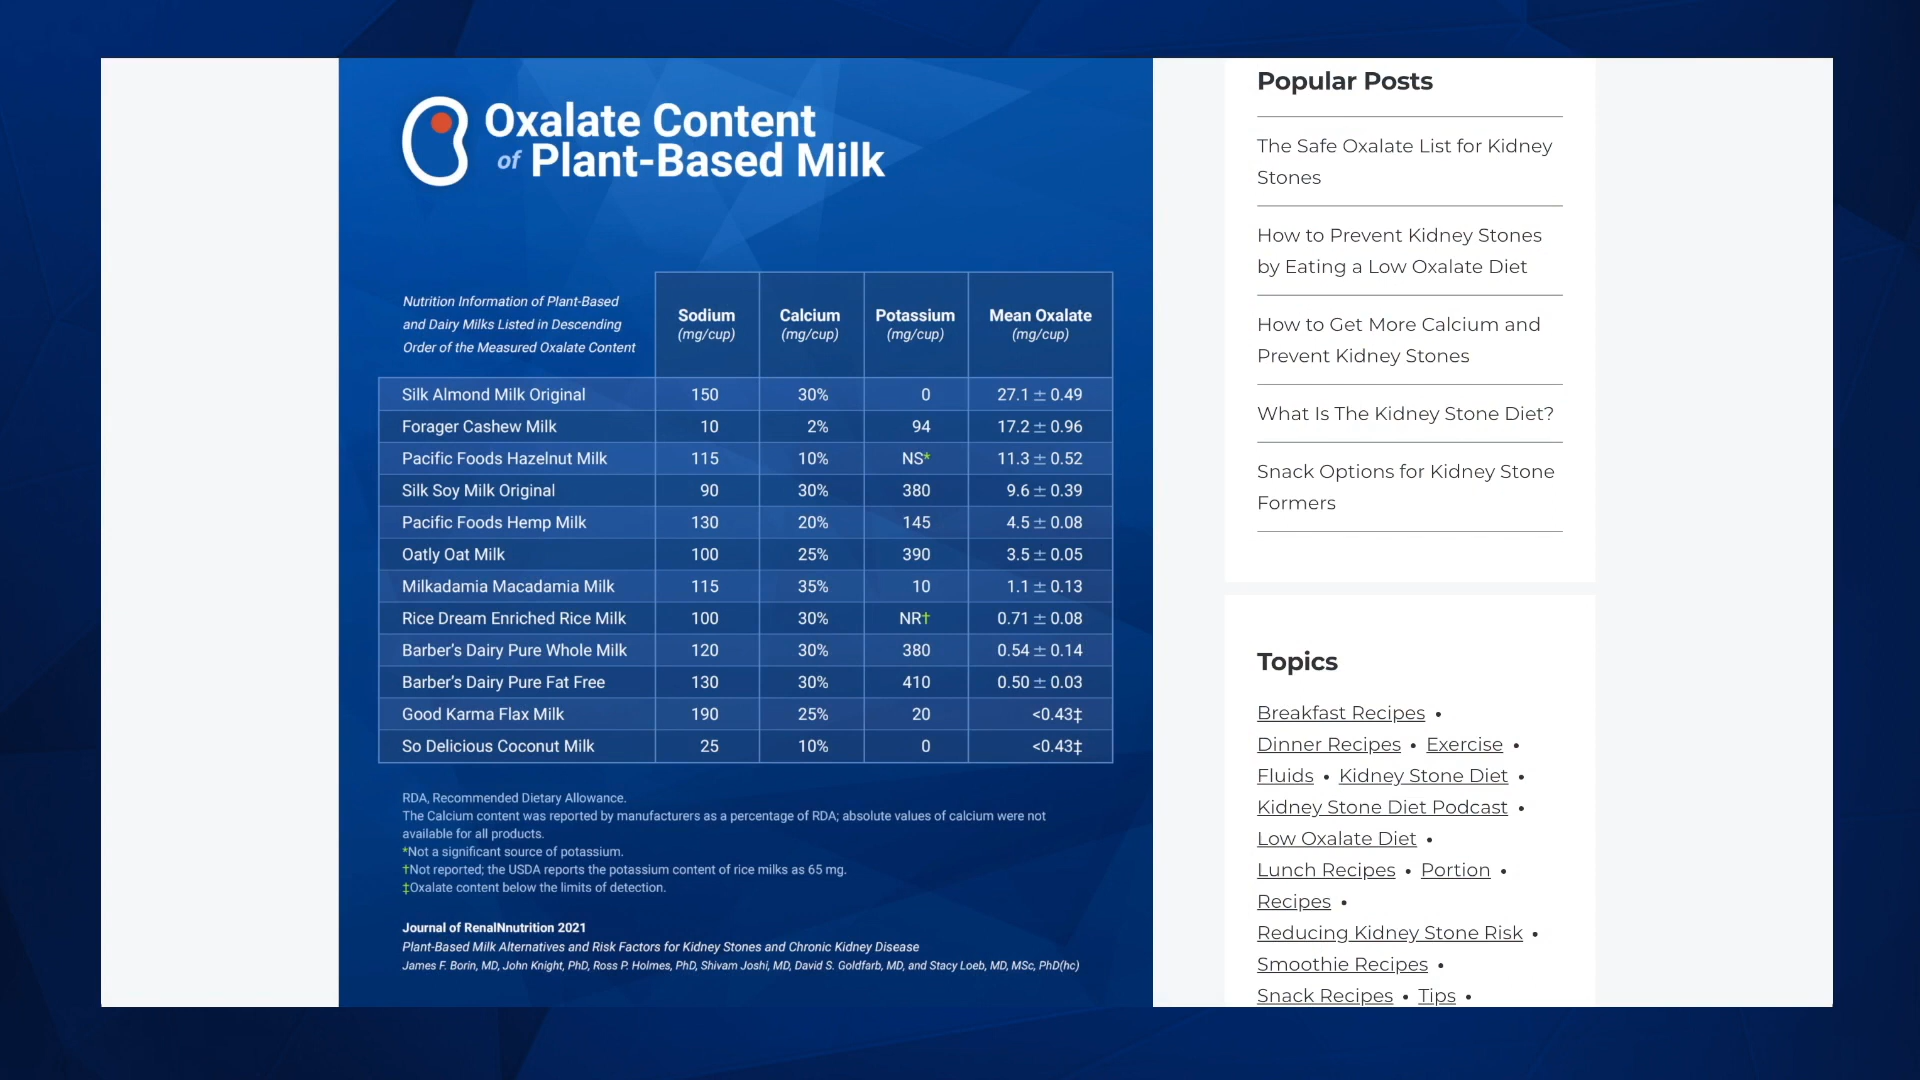 Oxalate Content
of Plant-Based Milk
Nutrition Information of Plant-Based
and Dairy Milks Listed in Descending
Order of the Measured Oxalate Content
Sodium Calcium Potassium Mean Oxalate
(mg/cup) (mg/cup) (mg/cup) (mg/cup)
Silk Almond Milk Original 150 30% 0 27.1 ± 0.49
Forager Cashew Milk 10 2% 94 17.2 ± 0.96
Pacific Foods Hazelnut Milk 115 10% NS* 11.3 ± 0.52
Silk Soy Milk Original 90 30% 380 9.6 ± 0.39
Pacific Foods Hemp Milk 130 20% 145 4.5 ± 0.08
Oatly Oat Milk 100 25% 390 3.5 ± 0.05
Milkadamia Macadamia Milk 115 35% 10 1.1 ± 0.13
Rice Dream Enriched Rice Milk 100 30% NR† 0.71 ± 0.08
Barber's Dairy Pure Whole Milk 120 30% 380 0.54 ± 0.14
Barber's Dairy Pure Fat Free 130 30% 410 0.50 ± 0.03
Good Karma Flax Milk 190 25% 20 <0.43‡
So Delicious Coconut Milk 25 10% 0 <0.43‡
RDA, Recommended Dietary Allowance.
The Calcium content was reported by manufacturers as a percentage of RDA; absolute values of calcium were not
available for all products.
*Not a significant source of potassium.
†Not reported; the USDA reports the potassium content of rice milks as 65 mg.
‡Oxalate content below the limits of detection.
Journal of RenalNnutrition 2021
Plant-Based Milk Alternatives and Risk Factors for Kidney Stones and Chronic Kidney Disease
James F. Borin, MD, John Knight, PhD, Ross P. Holmes, PhD, Shivam Joshi, MD, David S. Goldfarb, MD, and Stacy Loeb, MD, MSc, PhD(hc)
Popular Posts
The Safe Oxalate List for Kidney
Stones
How to Prevent Kidney Stones
by Eating a Low Oxalate Diet
How to Get More Calcium and
Prevent Kidney Stones
What Is The Kidney Stone Diet?
Snack Options for Kidney Stone
Formers
Topics
Breakfast Recipes •
Dinner Recipes • Exercise •
Fluids • Kidney Stone Diet •
Kidney Stone Diet Podcast •
Low Oxalate Diet •
Lunch Recipes • Portion •
Recipes •
Reducing Kidney Stone Risk •
Smoothie Recipes •
Snack Recipes • Tips •